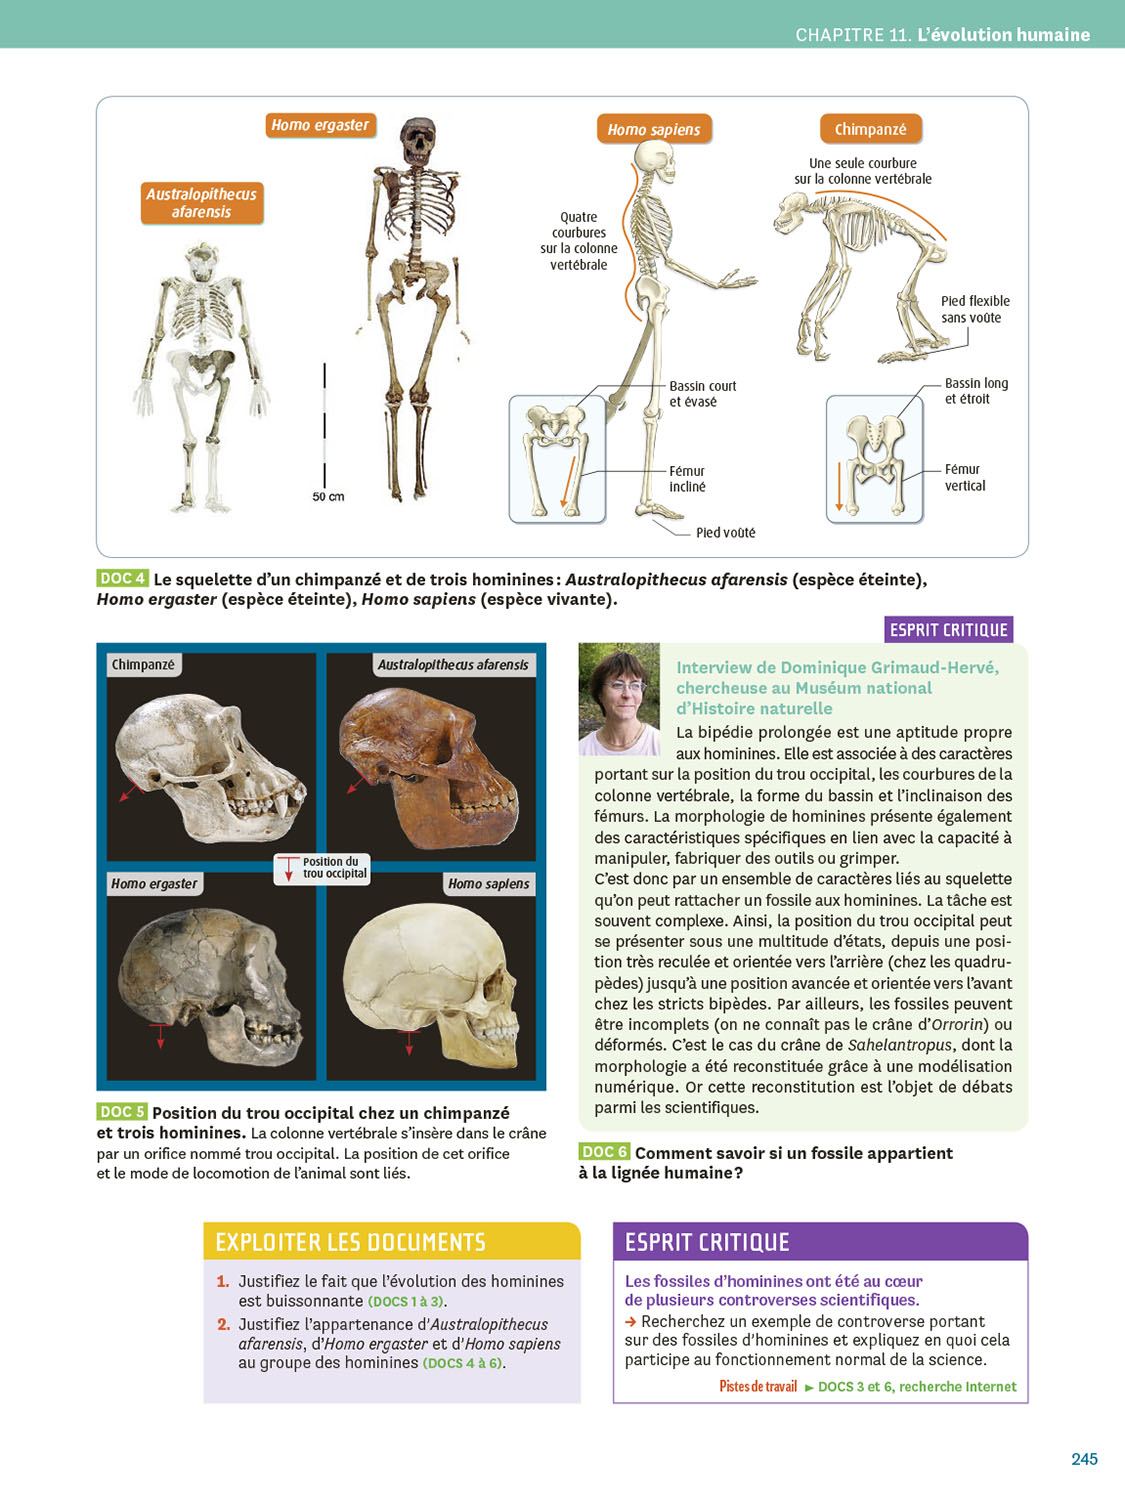 CHAPITRE 11. L’évolution humaine
Homo ergaster
Homo sapiens
Chimpanzé
Une seule courbure
sur la colonne vertébrale
Australopithecus
afarensis
Quatre
courbures
sur la colonne
vertébrale
Pied flexible
sans voûte
Bassin court
et évasé
Bassin long
et étroit
Fémur
incliné
Fémur
vertical
50 cm
Pied voûté
DOC 4 Le squelette d’un chimpanzé et de trois hominines : Australopithecus afarensis (espèce éteinte),
Homo ergaster (espèce éteinte), Homo sapiens (espèce vivante).
Chimpanzé
Australopithecus afarensis
Position du
trou occipital
Homo ergaster
Homo sapiens
DOC 5 Position du trou occipital chez un chimpanzé
et trois hominines. La colonne vertébrale s’insère dans le crâne
par un orifice nommé trou occipital. La position de cet orifice
et le mode de locomotion de l’animal sont liés.
ESPRIT CRITIQUE
Interview de Dominique Grimaud-Hervé,
chercheuse au Muséum national
d’Histoire naturelle
La bipédie prolongée est une aptitude propre
aux hominines. Elle est associée à des caractères
portant sur la position du trou occipital, les courbures de la
colonne vertébrale, la forme du bassin et l’inclinaison des
fémurs. La morphologie de hominines présente également
des caractéristiques spécifiques en lien avec la capacité à
manipuler, fabriquer des outils ou grimper.
C’est donc par un ensemble de caractères liés au squelette
qu’on peut rattacher un fossile aux hominines. La tâche est
souvent complexe. Ainsi, la position du trou occipital peut
se présenter sous une multitude d’états, depuis une posi-
tion très reculée et orientée vers l’arrière (chez les quadru-
pèdes) jusqu’à une position avancée et orientée vers l’avant
chez les stricts bipèdes. Par ailleurs, les fossiles peuvent
être incomplets (on ne connaît pas le crâne d’Orrorin) ou
déformés. C’est le cas du crâne de Sahelantropus, dont la
morphologie a été reconstituée grâce à une modélisation
numérique. Or cette reconstitution est l’objet de débats
parmi les scientifiques.
DOC 6 Comment savoir si un fossile appartient
à la lignée humaine ?
EXPLOITER LES DOCUMENTS
1. Justifiez le fait que l’évolution des hominines
est buissonnante (DOCS 1 à 3).
2. Justifiez l’appartenance d’Australopithecus
afarensis, d’Homo ergaster et d’Homo sapiens
au groupe des hominines (DOCS 4 à 6).
ESPRIT CRITIQUE
Les fossiles d’hominines ont été au cœur
de plusieurs controverses scientifiques.
→ Recherchez un exemple de controverse portant
sur des fossiles d’hominines et expliquez en quoi cela
participe au fonctionnement normal de la science.
Pistes de travail ► DOCS 3 et 6, recherche Internet
245